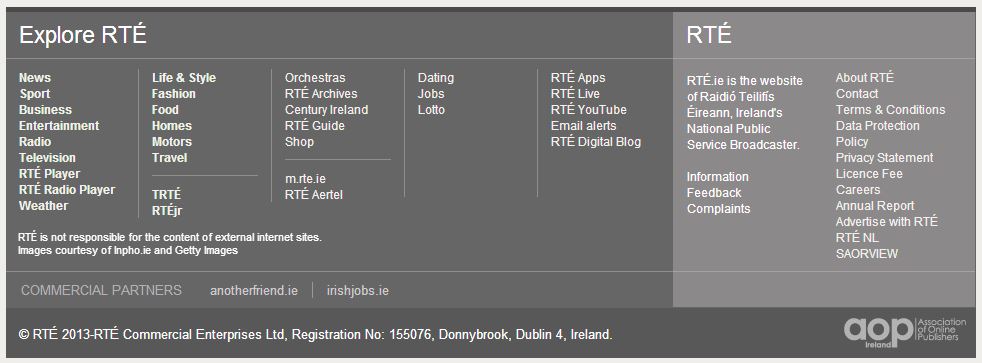 Explore RTÉ
News
Sport
Business
Entertainment
Radio
Television
RTÉ Player
RTÉ Radio Player
Weather
Life & Style
Fashion
Food
Homes
Motors
Travel
TRTÉ
RTÉjr
Orchestras
RTÉ Archives
Century Ireland
RTÉ Guide
Shop
m.rte.ie
RTÉ Aertel
Dating
Jobs
Lotto
RTÉ Apps
RTÉ Live
RTÉ YouTube
Email alerts
RTÉ Digital Blog
RTÉ is not responsible for the content of external internet sites.
Images courtesy of Inpho.ie and Getty Images
RTÉ
RTÉ.ie is the website
of Raidió Teilifís
Éireann, Ireland's
National Public
Service Broadcaster.
Information
Feedback
Complaints
About RTÉ
Contact
Terms & Conditions
Data Protection
Policy
Privacy Statement
Licence Fee
Careers
Annual Report
Advertise with RTÉ
RTÉ NL
SAORVIEW
COMMERCIAL PARTNERS anotherfriend.ie irishjobs.ie
© RTÉ 2013-RTÉ Commercial Enterprises Ltd, Registration No: 155076, Donnybrook, Dublin 4, Ireland.
aop
Ireland
Association
of Online
Publishers